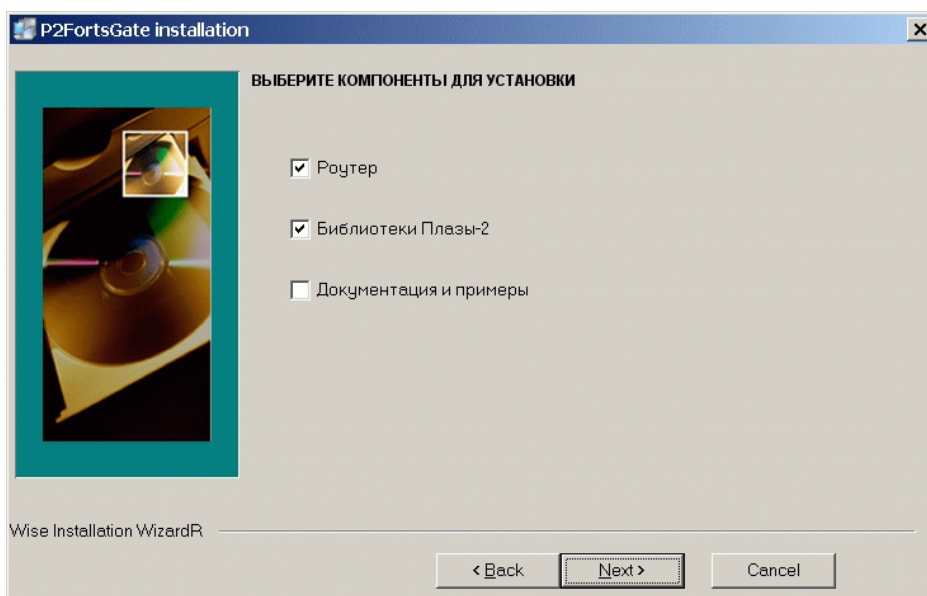 P2FortsGate installation
ВЫБЕРИТЕ КОМПОНЕНТЫ ДЛЯ УСТАНОВКИ
Роутер
Библиотеки Плазы-2
Документация и примеры
Wise Installation WizardR
< Back
Next >
Cancel